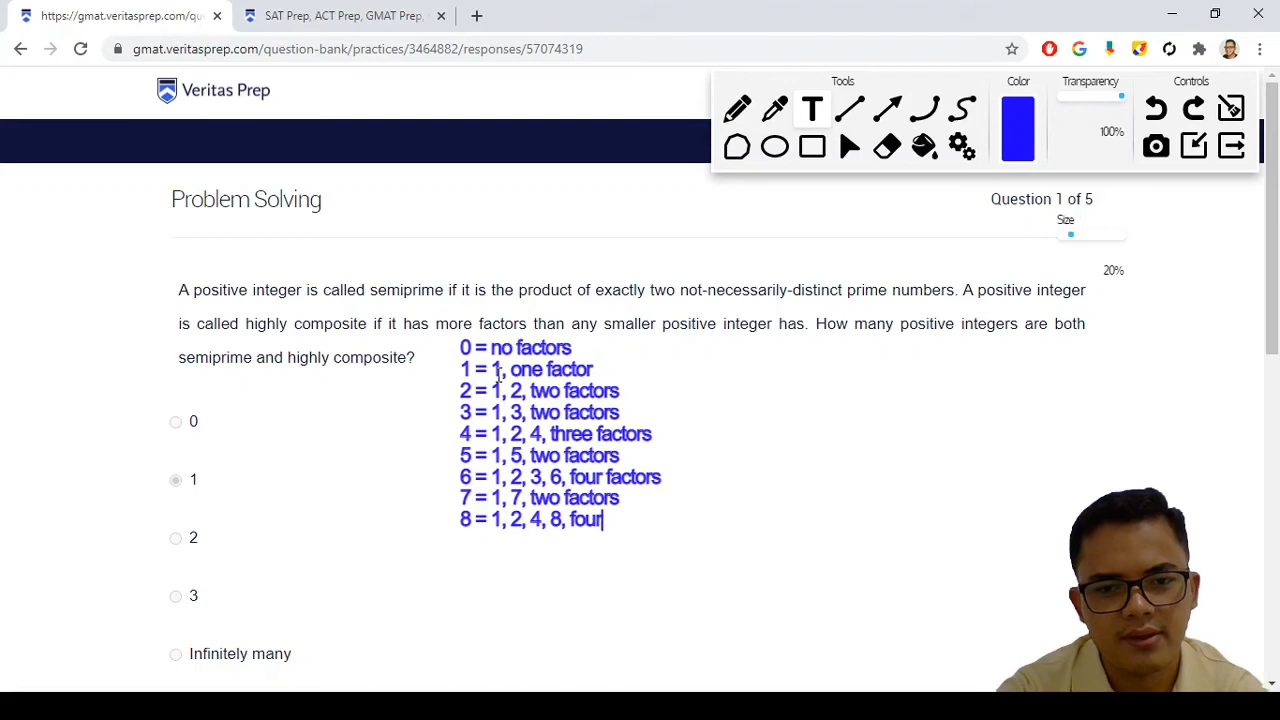 https://gmat.veritasprep.com/qu
SAT Prep, ACT Prep, GMAT Prep,
gmat.veritasprep.com/question-bank/practices/3464882/responses/57074319
Veritas Prep
Tools
Color
Transparency
Controls
T
100%
Problem Solving
Question 1 of 5
Size
20%
A positive integer is called semiprime if it is the product of exactly two not-necessarily-distinct prime numbers. A positive integer
is called highly composite if it has more factors than any smaller positive integer has. How many positive integers are both
semiprime and highly composite?
0 = no factors
1 = 1, one factor
2 = 1, 2, two factors
3 = 1, 3, two factors
4 = 1, 2, 4, three factors
5 = 1, 5, two factors
6 = 1, 2, 3, 6, four factors
7 = 1, 7, two factors
8 = 1, 2, 4, 8, four
0
1
2
3
Infinitely many